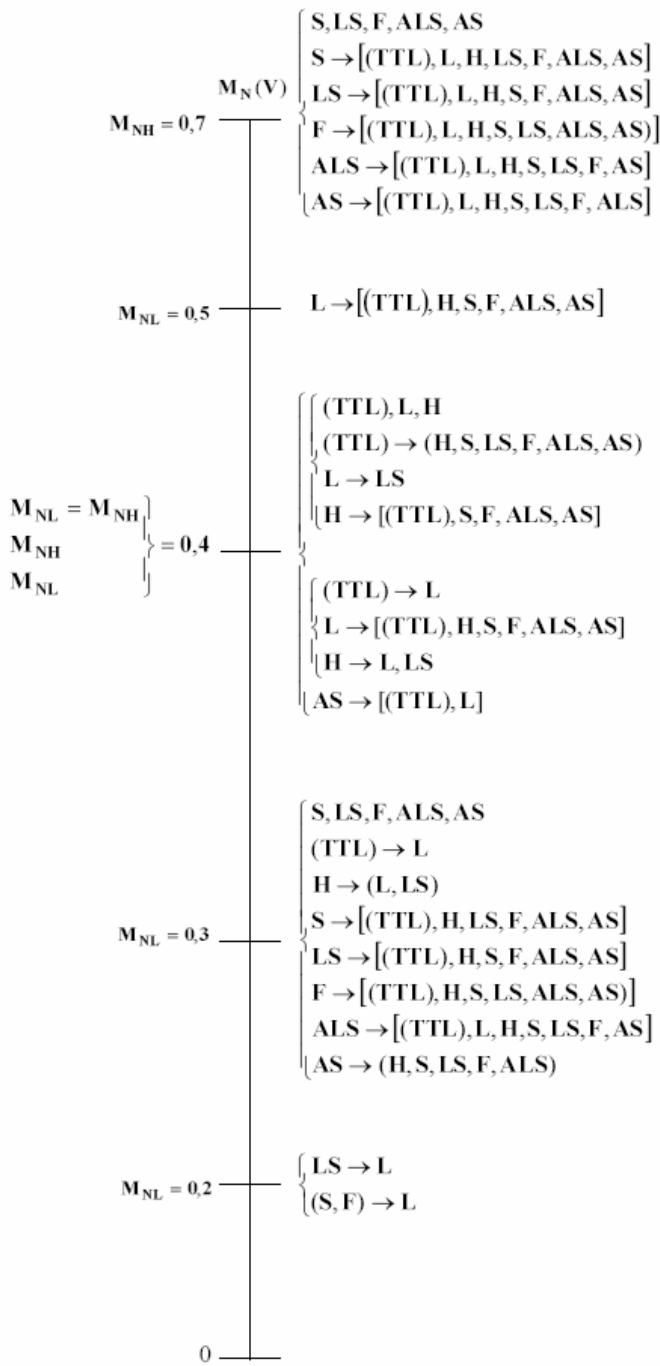 M_N (V)
S, LS, F, ALS, AS
S → [(TTL), L, H, LS, F, ALS, AS]
LS → [(TTL), L, H, S, F, ALS, AS]
M_NH = 0,7
F → [(TTL), L, H, S, LS, ALS, AS)]
ALS → [(TTL), L, H, S, LS, F, AS]
AS → [(TTL), L, H, S, LS, F, ALS]
M_NL = 0,5
L → [(TTL), H, S, F, ALS, AS]
(TTL), L, H
(TTL) → (H, S, LS, F, ALS, AS)
L → LS
H → [(TTL), S, F, ALS, AS]
M_NL = M_NH
M_NH
M_NL
} = 0,4
(TTL) → L
L → [(TTL), H, S, F, ALS, AS]
H → L, LS
AS → [(TTL), L]
S, LS, F, ALS, AS
(TTL) → L
H → (L, LS)
S → [(TTL), H, LS, F, ALS, AS]
M_NL = 0,3
LS → [(TTL), H, S, F, ALS, AS]
F → [(TTL), H, S, LS, ALS, AS)]
ALS → [(TTL), L, H, S, LS, F, AS]
AS → (H, S, LS, F, ALS)
M_NL = 0,2
LS → L
(S, F) → L
0